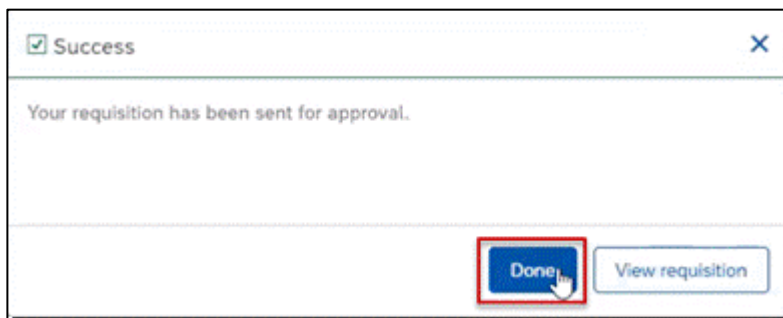 Success
Your requisition has been sent for approval.
Done
View requisition